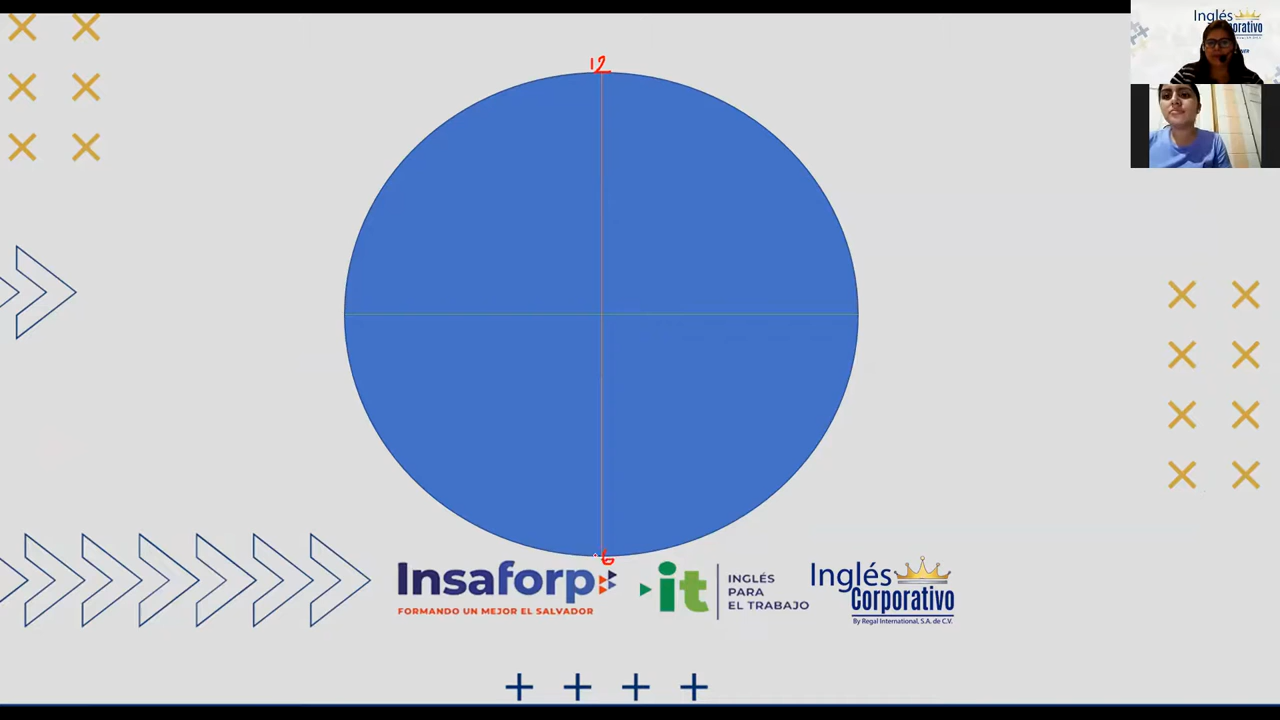 Inglés
12
6
Insaforp
FORMANDO UN MEJOR EL SALVADOR
it
INGLÉS
PARA
EL TRABAJO
Inglés
Corporativo
By Regal International, S.A. de C.V.